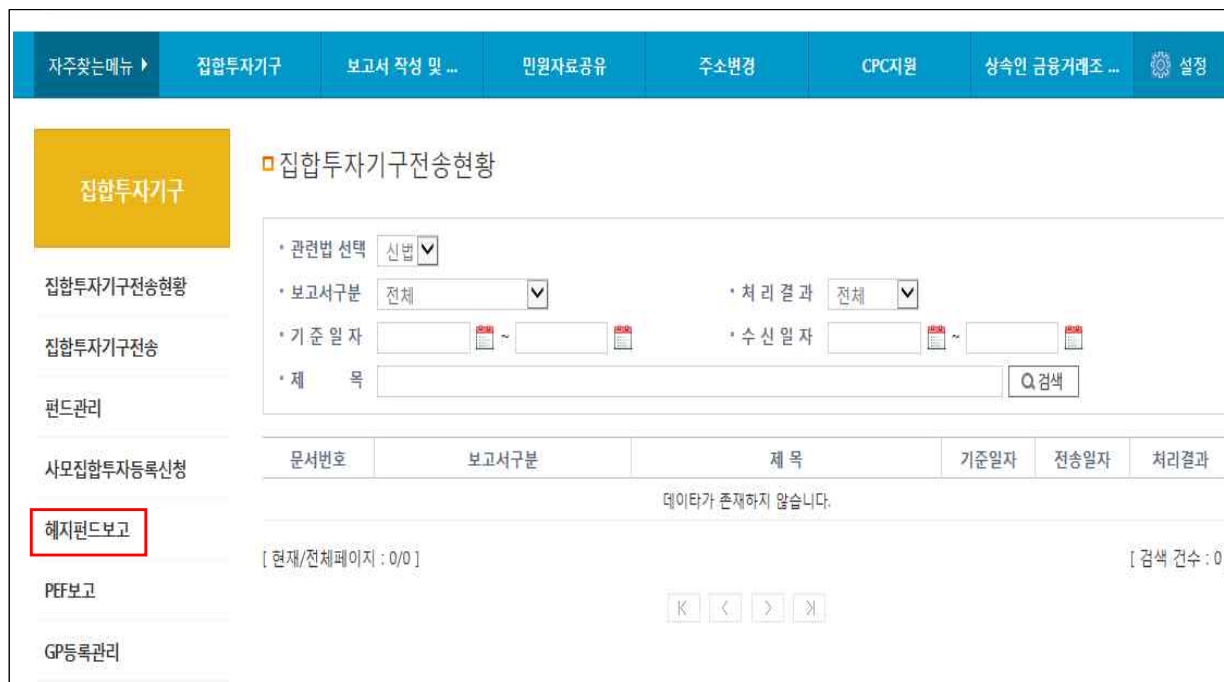 자주찾는메뉴 집합투자기구 보고서 작성 및 ... 민원자료공유 주소변경 CPC지원 상속인 금융거래조 ... 설정
집합투자기구
집합투자기구전송현황
집합투자기구전송
펀드관리
사모집합투자등록신청
헤지펀드보고
PEF보고
GP등록관리
집합투자기구전송현황
관련법 선택 신법
보고서구분 전체 처리결과 전체
기준일자 ~ 수신일자 ~
제 목 검색
문서번호 보고서구분 제 목 기준일자 전송일자 처리결과
데이타가 존재하지 않습니다.
[ 현재/전체페이지 : 0/0 ] [ 검색 건수 : 0